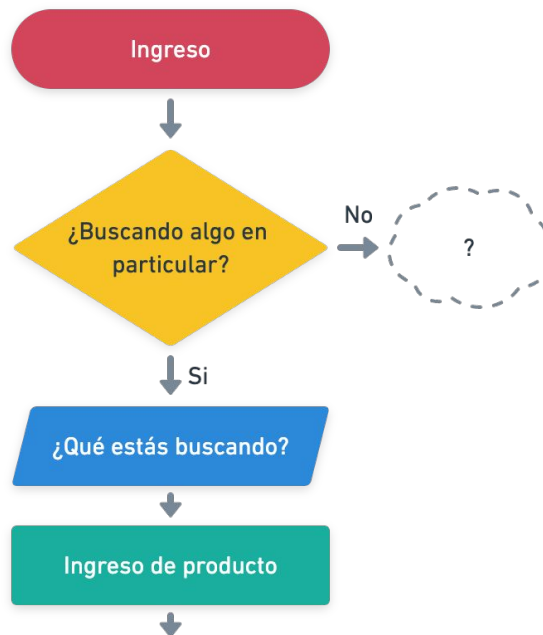 Ingreso
¿Buscando algo en
particular?
No
?
Si
¿Qué estás buscando?
Ingreso de producto